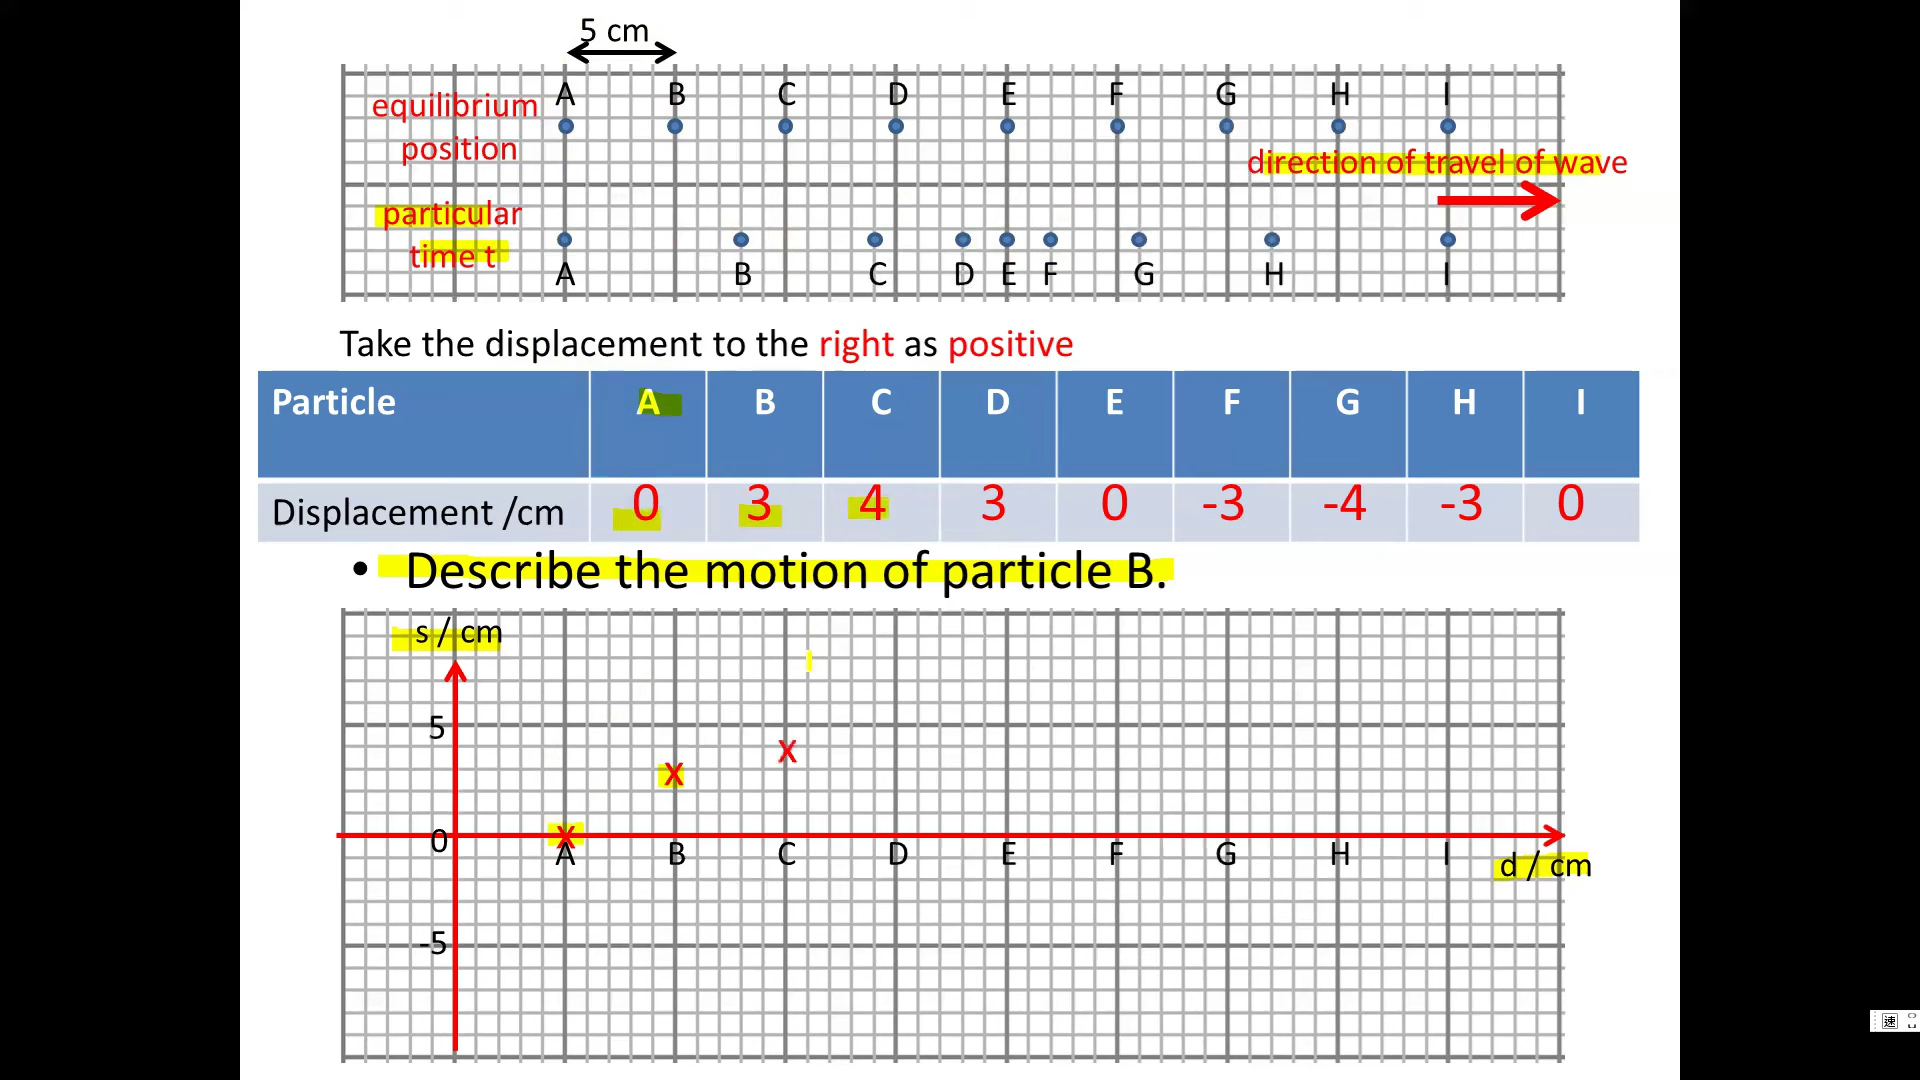 5 cm
A B C D E F G H I
equilibrium
position
direction of travel of wave
particular
time t
A B C D E F G H I
Take the displacement to the right as positive
Particle A B C D E F G H I
Displacement /cm 0 3 4 3 0 -3 -4 -3 0
• Describe the motion of particle B.
s / cm
5
X
X
X
0
A B C D E F G H I
d / cm
-5
速